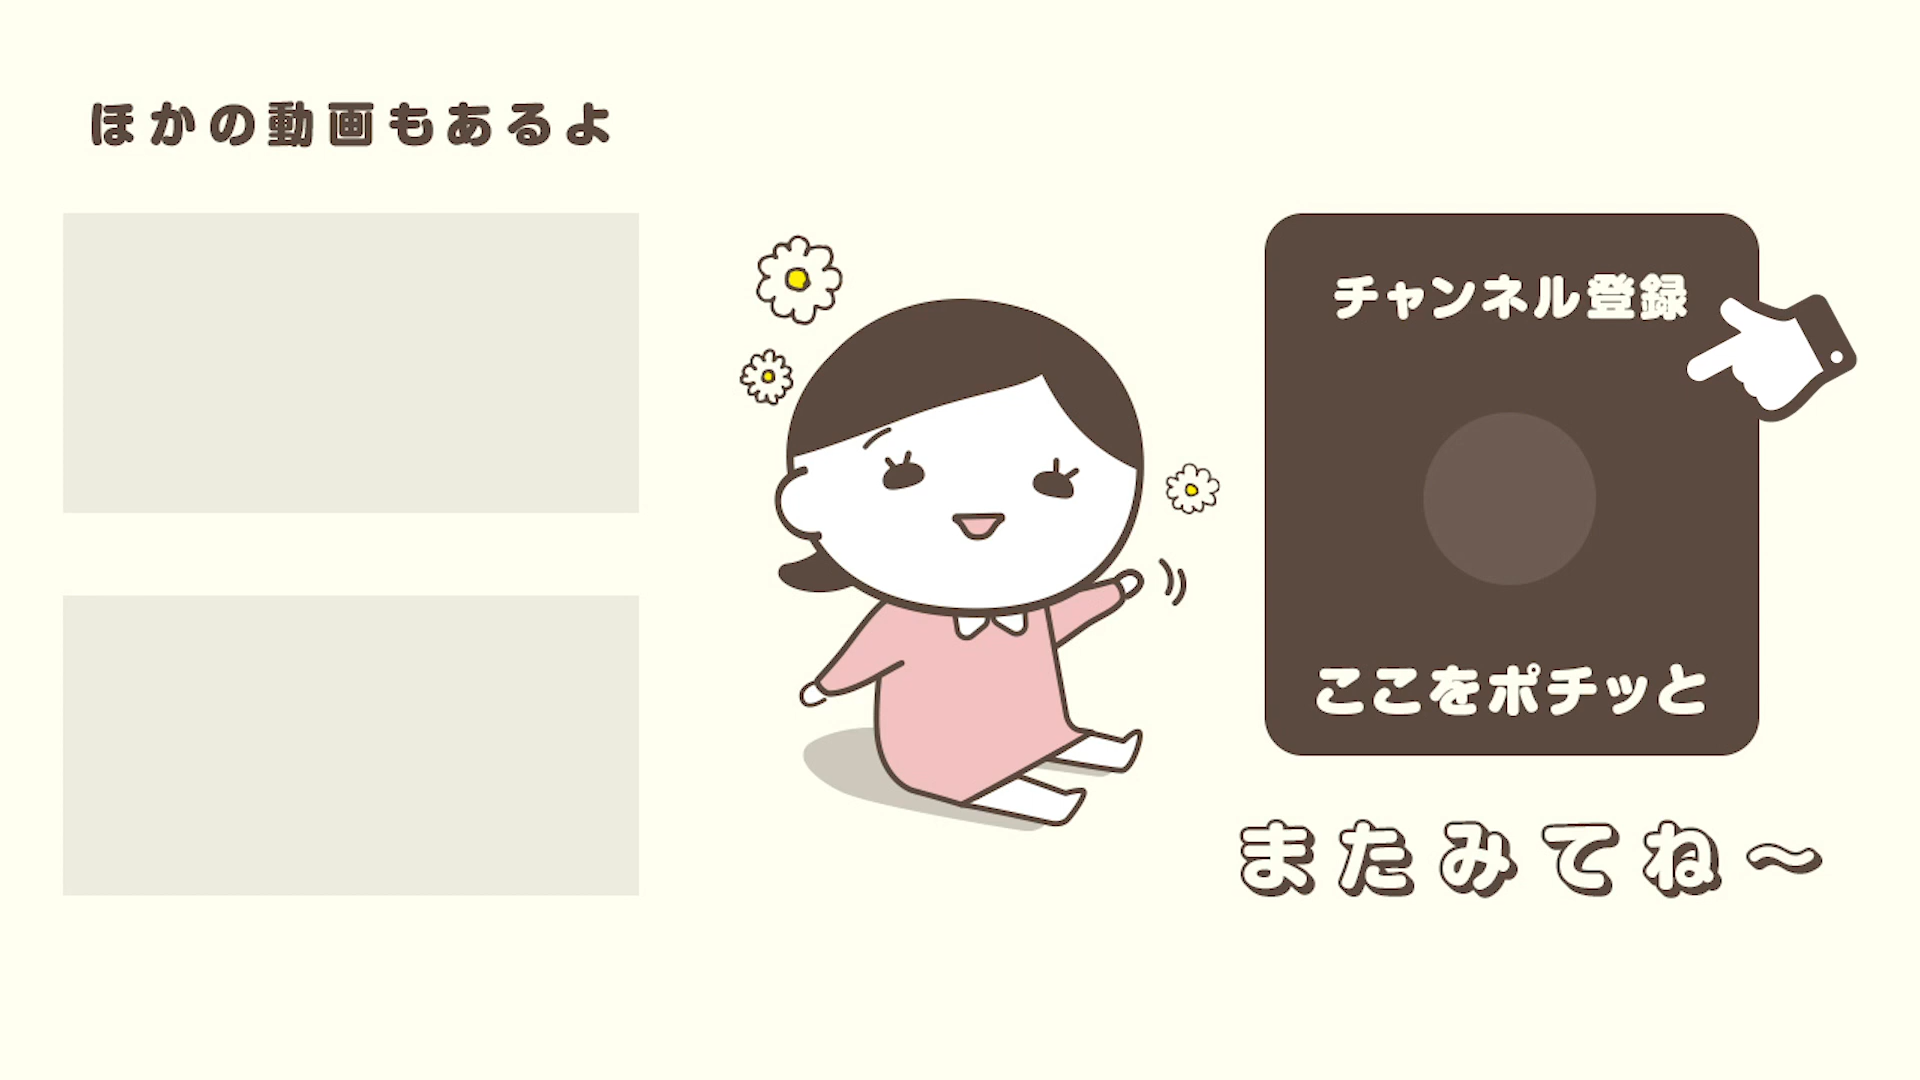 ほかの動画もあるよ
チャンネル登録
ここをポチッと
またみてね～